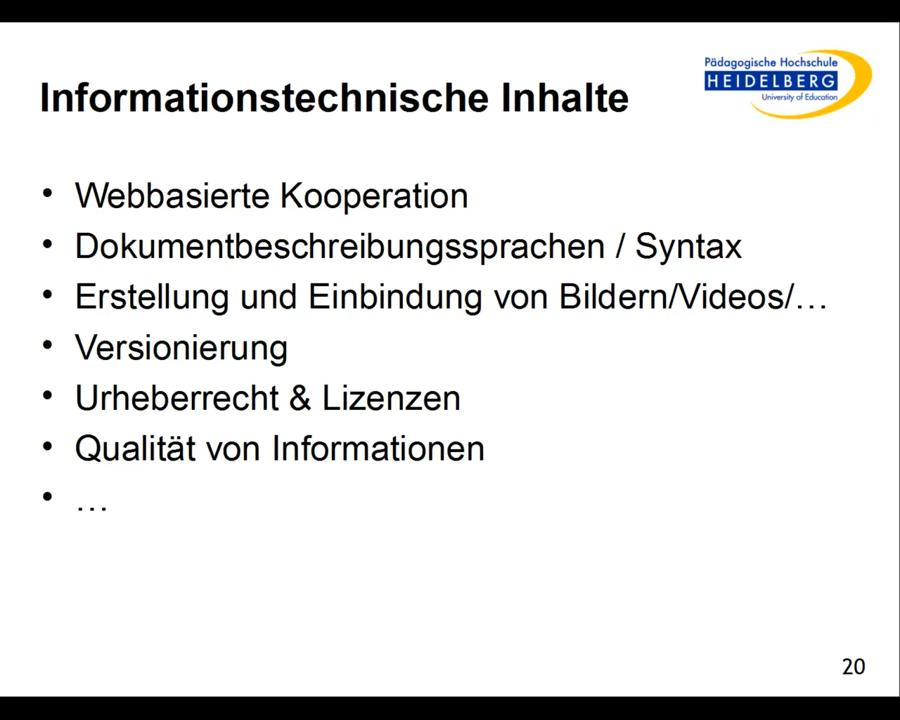 Pädagogische Hochschule
HEIDELBERG
University of Education
Informationstechnische Inhalte
• Webbasierte Kooperation
• Dokumentbeschreibungssprachen / Syntax
• Erstellung und Einbindung von Bildern/Videos/…
• Versionierung
• Urheberrecht & Lizenzen
• Qualität von Informationen
• …
20